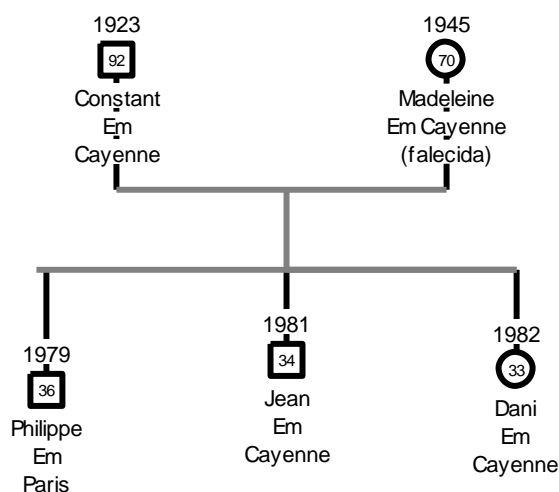 1923
92
Constant
Em
Cayenne
1945
70
Madeleine
Em Cayenne
(falecida)
1979
36
Philippe
Em
Paris
1981
34
Jean
Em
Cayenne
1982
33
Dani
Em
Cayenne